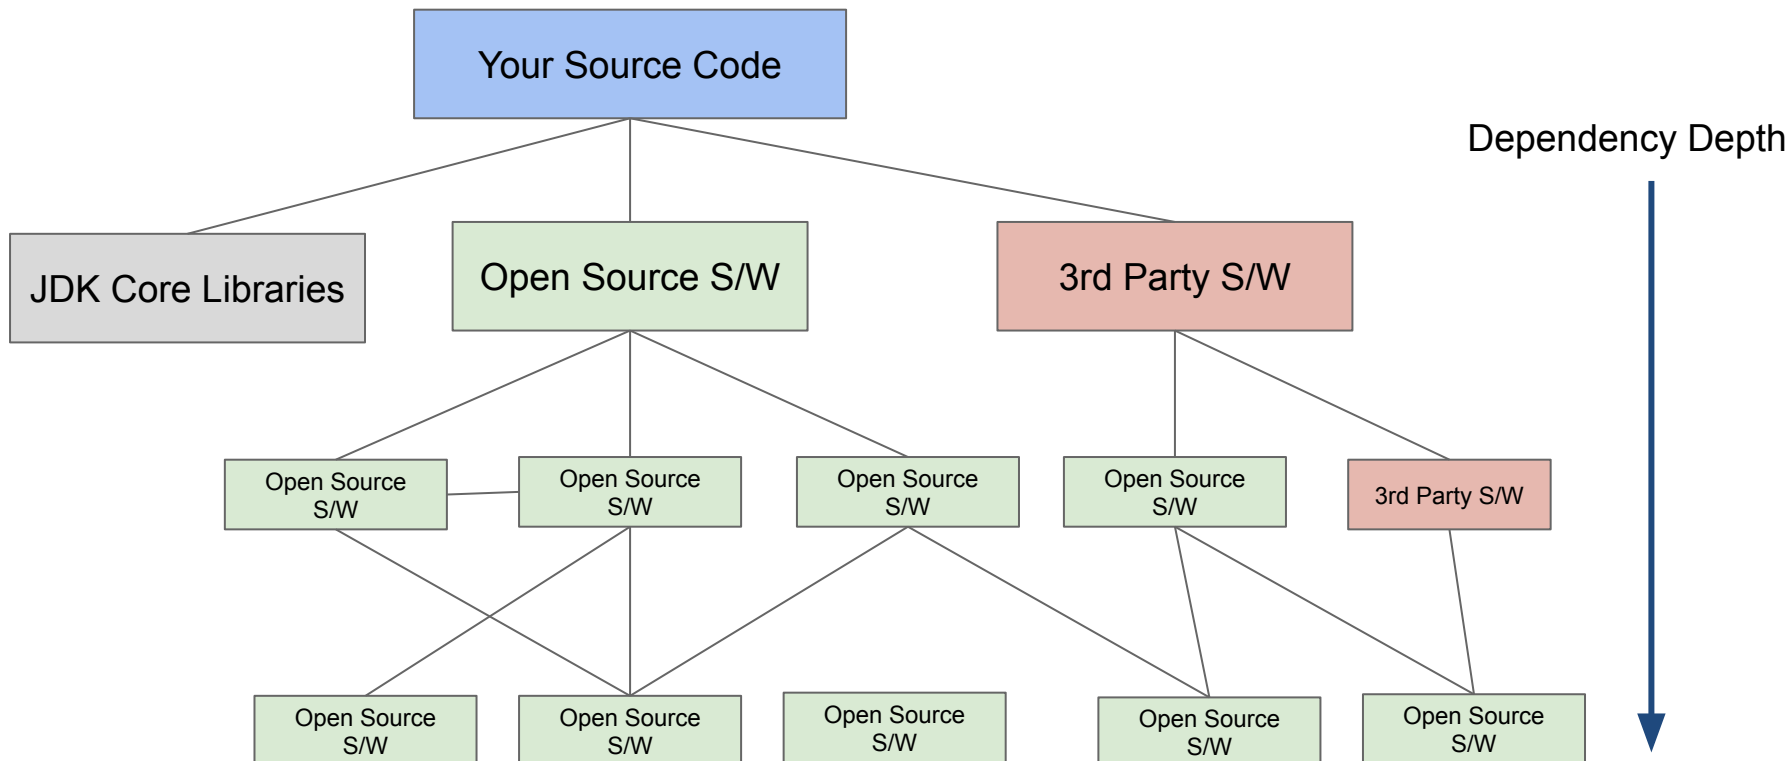 Your Source Code
Dependency Depth
JDK Core Libraries
Open Source S/W
3rd Party S/W
Open Source
S/W
Open Source
S/W
Open Source
S/W
Open Source
S/W
3rd Party S/W
Open Source
S/W
Open Source
S/W
Open Source
S/W
Open Source
S/W
Open Source
S/W